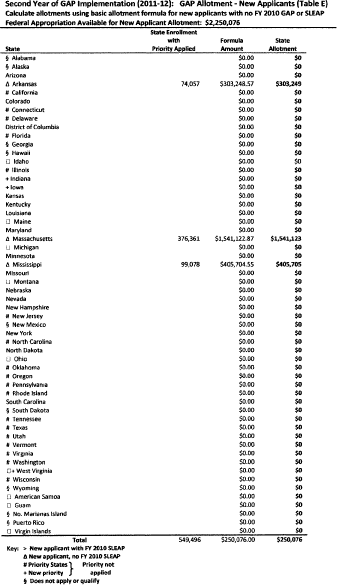 Second Year of GAP Implementation (2011-12): GAP Allotment - New Applicants (Table E)
Calculate allotments using basic allotment formula for new applicants with no FY 2010 GAP or SLEAP
Federal Appropriation Available for New Applicant Allotment: $2,250,076
State State Enrollment with Priority Applied Formula Amount State Allotment
§ Alabama $0.00 $0
§ Alaska $0.00 $0
Arizona $0.00 $0
Δ Arkansas 74,057 $303,248.57 $303,249
# California $0.00 $0
Colorado $0.00 $0
# Connecticut $0.00 $0
# Delaware $0.00 $0
District of Columbia $0.00 $0
# Florida $0.00 $0
§ Georgia $0.00 $0
§ Hawaii $0.00 $0
□ Idaho $0.00 $0
# Illinois $0.00 $0
+ Indiana $0.00 $0
+ Iowa $0.00 $0
Kansas $0.00 $0
Kentucky $0.00 $0
Louisiana $0.00 $0
□ Maine $0.00 $0
Maryland $0.00 $0
Δ Massachusetts 376,361 $1,541,122.87 $1,541,123
□ Michigan $0.00 $0
Minnesota $0.00 $0
Δ Mississippi 99,078 $405,704.55 $405,705
Missouri $0.00 $0
□ Montana $0.00 $0
Nebraska $0.00 $0
Nevada $0.00 $0
New Hampshire $0.00 $0
# New Jersey $0.00 $0
§ New Mexico $0.00 $0
New York $0.00 $0
# North Carolina $0.00 $0
North Dakota $0.00 $0
□ Ohio $0.00 $0
# Oklahoma $0.00 $0
# Oregon $0.00 $0
# Pennsylvania $0.00 $0
# Rhode Island $0.00 $0
South Carolina $0.00 $0
§ South Dakota $0.00 $0
# Tennessee $0.00 $0
# Texas $0.00 $0
# Utah $0.00 $0
# Vermont $0.00 $0
# Virginia $0.00 $0
# Washington $0.00 $0
□+ West Virginia $0.00 $0
# Wisconsin $0.00 $0
§ Wyoming $0.00 $0
□ American Samoa $0.00 $0
□ Guam $0.00 $0
§ No. Marianas Island $0.00 $0
§ Puerto Rico $0.00 $0
□ Virgin Islands $0.00 $0
Total 549,496 $250,076.00 $250,076
Key: > New applicant with FY 2010 SLEAP
Δ New applicant, no FY 2010 SLEAP
# Priority States } Priority not
+ New priority } applied
§ Does not apply or qualify